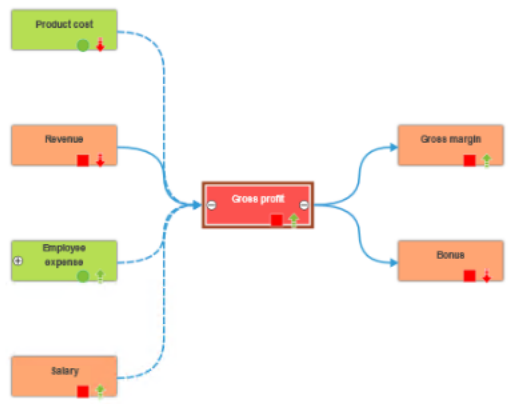 Product cost
Revenue
Gross margin
Gross profit
Employee
expense
Bonus
Salary